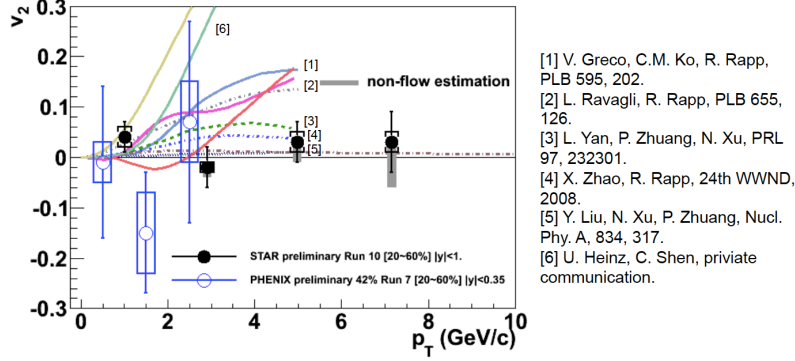 v2
0.3
0.2
0.1
0
-0.1
-0.2
-0.3
[6]
[1]
[2]
[3]
[4]
[5]
non-flow estimation
STAR preliminary Run 10 [20~60%] |y|<1.
PHENIX preliminary 42% Run 7 [20~60%] |y|<0.35
0 2 4 6 8 10
pT (GeV/c)
[1] V. Greco, C.M. Ko, R. Rapp,
PLB 595, 202.
[2] L. Ravagli, R. Rapp, PLB 655,
126.
[3] L. Yan, P. Zhuang, N. Xu, PRL
97, 232301.
[4] X. Zhao, R. Rapp, 24th WWND,
2008.
[5] Y. Liu, N. Xu, P. Zhuang, Nucl.
Phy. A, 834, 317.
[6] U. Heinz, C. Shen, priviate
communication.